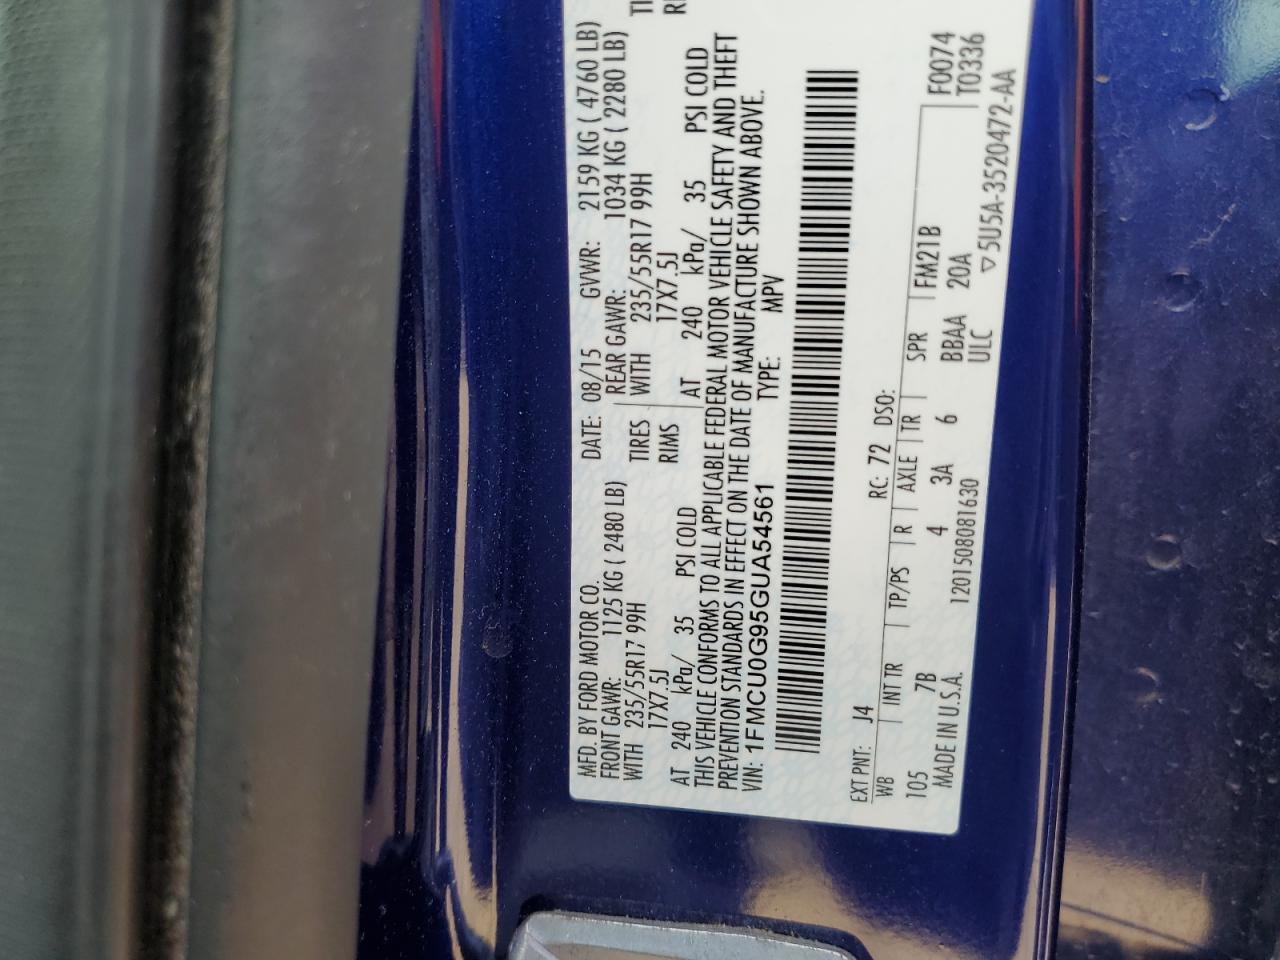 MFD. BY FORD MOTOR CO. DATE: 08/15 GVWR: 2159 KG ( 4760 LB)
FRONT GAWR: 1125 KG ( 2480 LB) REAR GAWR: 1034 KG ( 2280 LB)
WITH 235/55R17 99H TIRES WITH 235/55R17 99H
17X7.5J RIMS 17X7.5J
AT 240 kPa/ 35 PSI COLD AT 240 kPa/ 35 PSI COLD
THIS VEHICLE CONFORMS TO ALL APPLICABLE FEDERAL MOTOR VEHICLE SAFETY AND THEFT
PREVENTION STANDARDS IN EFFECT ON THE DATE OF MANUFACTURE SHOWN ABOVE.
VIN: 1FMCU0G95GUA54561 TYPE: MPV
EXT PNT: J4 RC: 72 DSO:
WB INT TR TP/PS R AXLE TR SPR FM21B F0074
105 7B 4 3A 6 BBAA 20A T0336
MADE IN U.S.A. 1201508081630 ULC ▽5U5A-3520472-AA